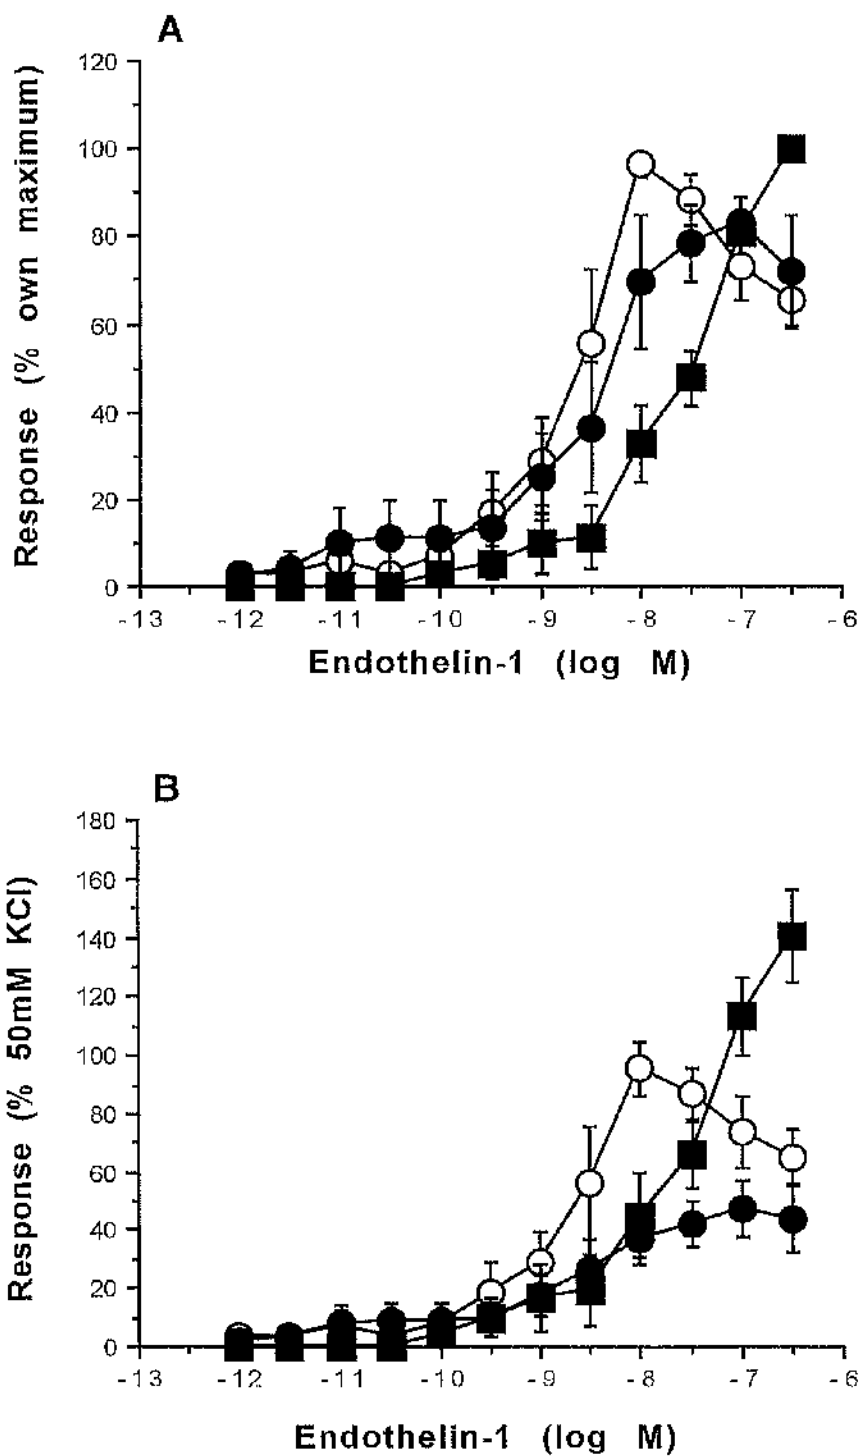 A
Response (% own maximum)
120
100
80
60
40
20
0
-13 -12 -11 -10 -9 -8 -7 -6
Endothelin-1 (log M)
B
Response (% 50mM KCl)
180
160
140
120
100
80
60
40
20
0
-13 -12 -11 -10 -9 -8 -7 -6
Endothelin-1 (log M)